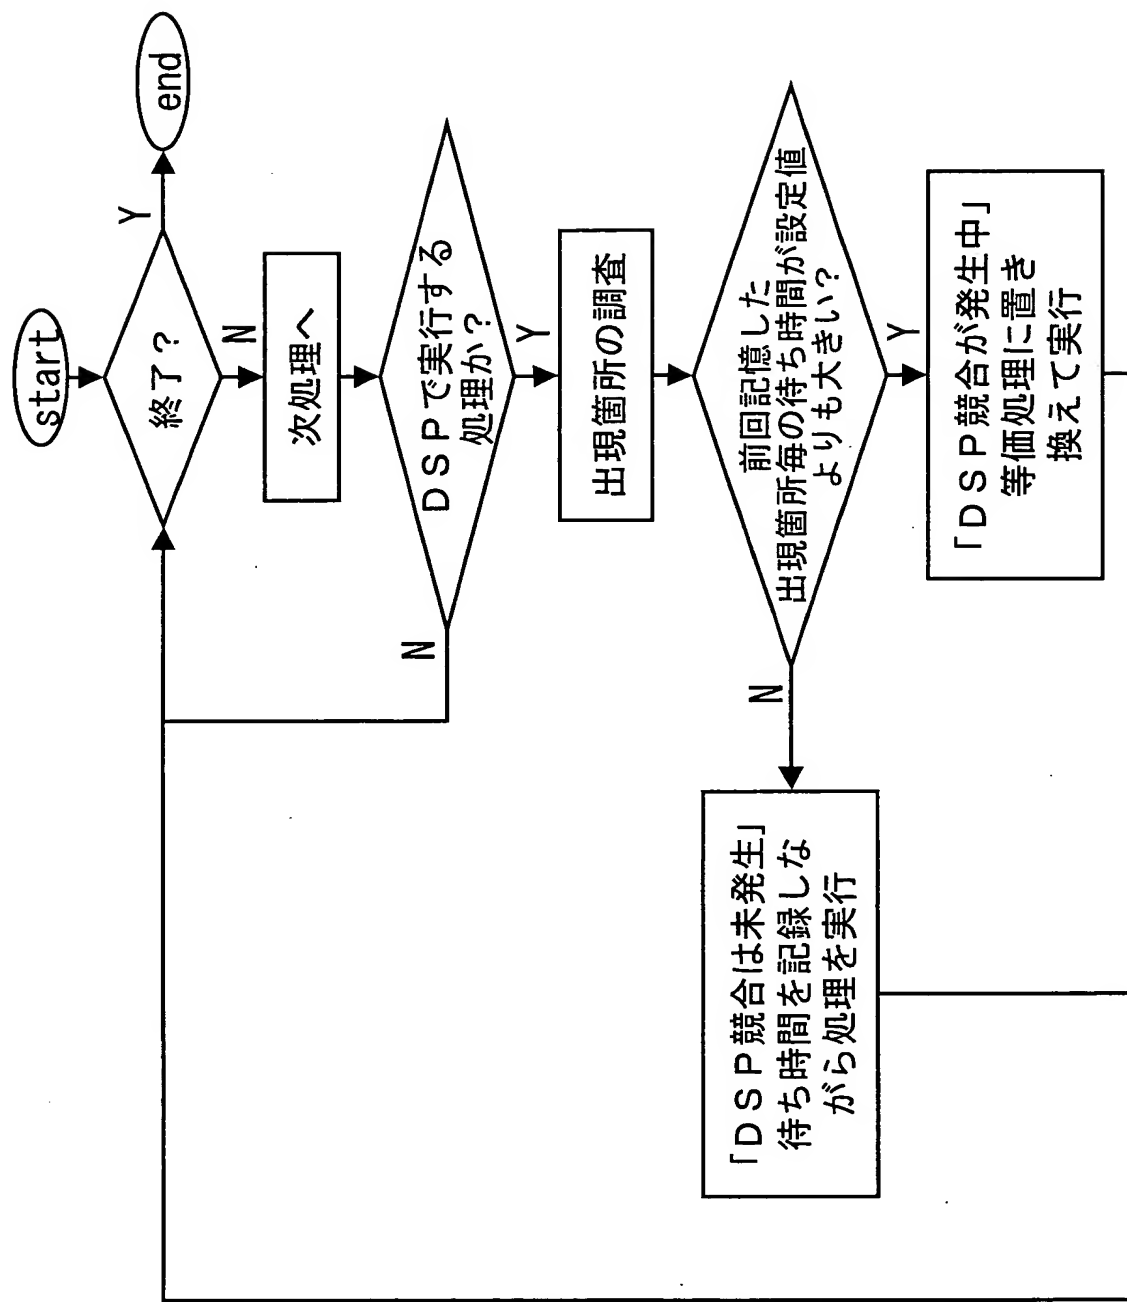 start
終了?
Y
end
N
次処理へ
DSPで実行する
処理か?
N
Y
出現箇所の調査
前回記憶した
出現箇所毎の待ち時間が設定値
よりも大きい?
N
Y
「DSP競合は未発生」
待ち時間を記録しな
がら処理を実行
「DSP競合が発生中」
等価処理に置き
換えて実行